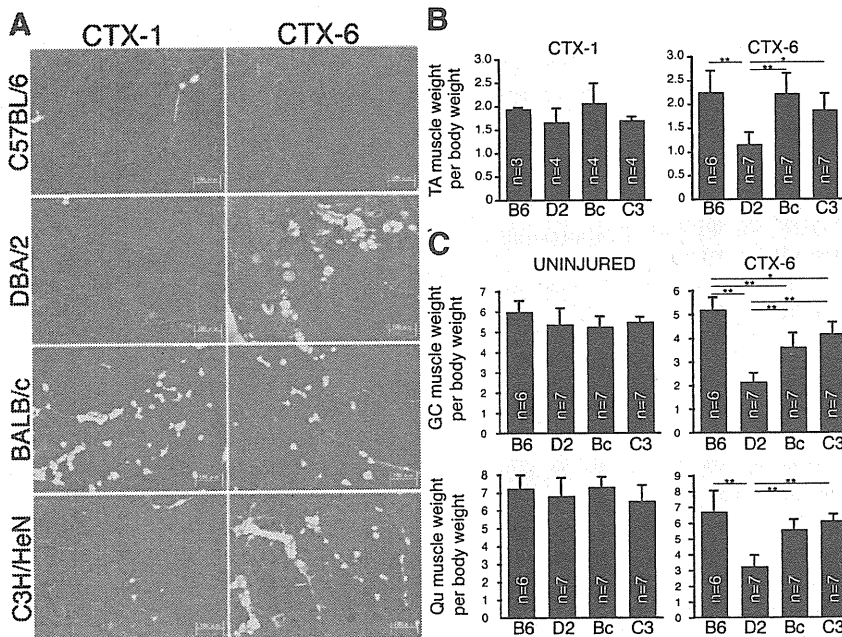 A
CTX-1
CTX-6
C57BL/6
DBA/2
BALB/c
C3H/HeN
B
CTX-1
CTX-6
TA muscle weight
per body weight
3.0
2.5
2.0
1.5
1.0
0.5
0
n=3
n=4
n=4
n=4
B6
D2
Bc
C3
3.0
2.5
2.0
1.5
1.0
0.5
0
**
*
**
n=6
n=7
n=7
n=7
B6
D2
Bc
C3
C
UNINJURED
CTX-6
GC muscle weight
per body weight
7
6
5
4
3
2
1
0
n=6
n=7
n=7
n=7
B6
D2
Bc
C3
6
5
4
3
2
1
0
*
**
**
**
**
n=6
n=7
n=7
n=7
B6
D2
Bc
C3
Qu muscle weight
per body weight
8
7
6
5
4
3
2
1
0
n=6
n=7
n=7
n=7
B6
D2
Bc
C3
9
8
7
6
5
4
3
2
1
0
**
**
**
n=6
n=7
n=7
n=7
B6
D2
Bc
C3